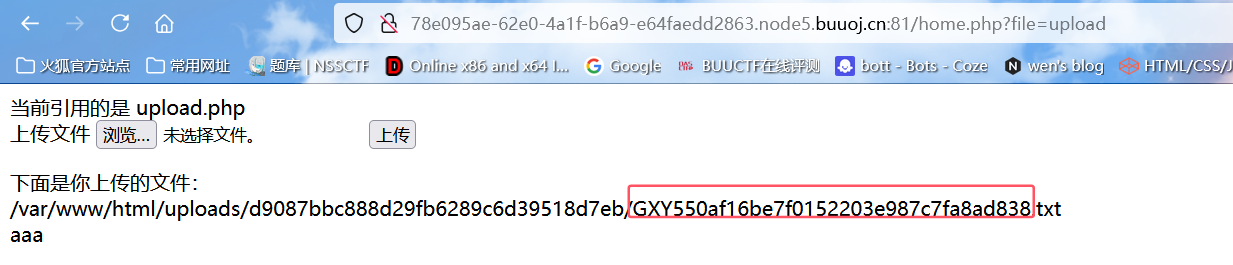 78e095ae-62e0-4a1f-b6a9-e64faedd2863.node5.buuoj.cn:81/home.php?file=upload
火狐官方站点 常用网址 题库 | NSSCTF Online x86 and x64 I... Google BUUCTF在线评测 bott - Bots - Coze wen's blog HTML/CSS/J
当前引用的是 upload.php
上传文件 浏览... 未选择文件。 上传
下面是你上传的文件：
/var/www/html/uploads/d9087bbc888d29fb6289c6d39518d7eb/GXY550af16be7f0152203e987c7fa8ad838.txt
aaa